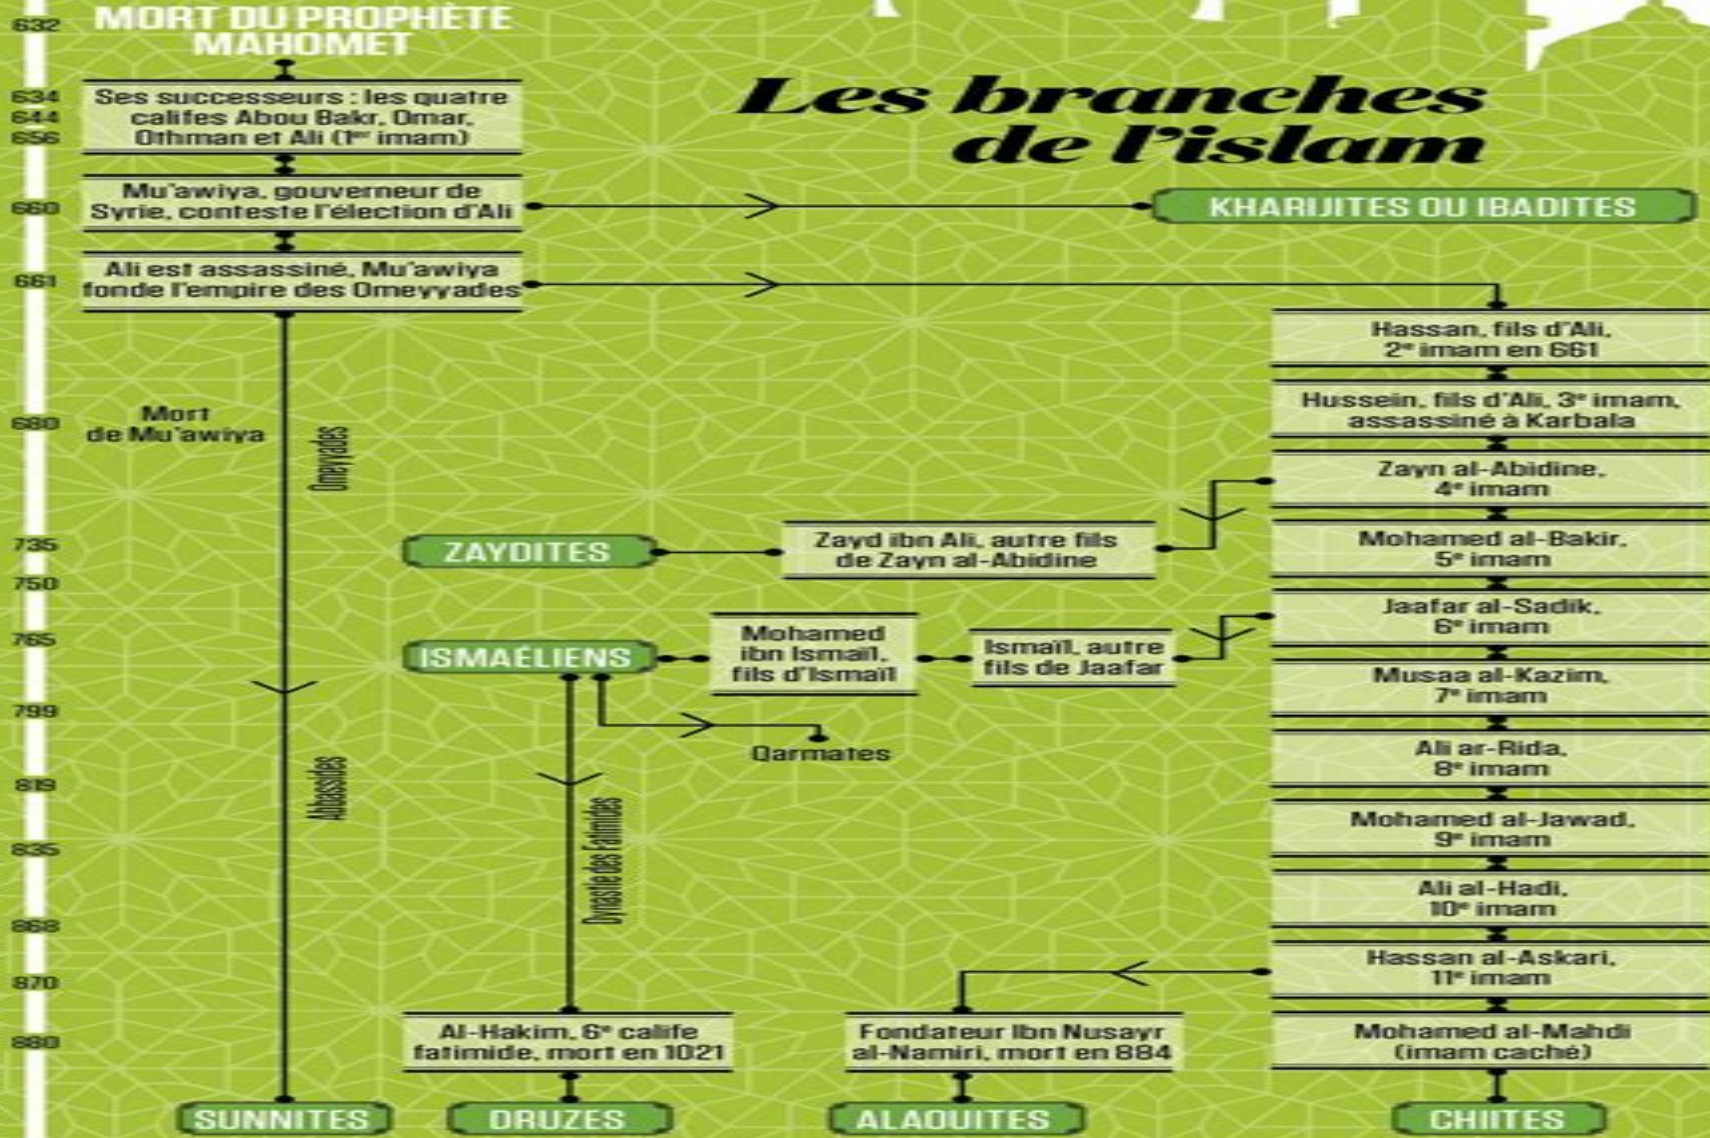 632
MORT DU PROPHÈTE
MAHOMET
Les branches
de l'islam
634
644
656
Ses successeurs : les quatre
califes Abou Bakr, Omar,
Othman et Ali (1er imam)
660
Mu'awiya, gouverneur de
Syrie, conteste l'élection d'Ali
KHARIJITES OU IBADITES
661
Ali est assassiné, Mu'awiya
fonde l'empire des Omeyyades
Hassan, fils d'Ali,
2e imam en 661
680
Mort
de Mu'awiya
Omeyyades
Hussein, fils d'Ali, 3e imam,
assassiné à Karbala
Zayn al-Abidine,
4e imam
735
ZAYDITES
Zayd ibn Ali, autre fils
de Zayn al-Abidine
Mohamed al-Bakir,
5e imam
750
Jaafar al-Sadik,
6e imam
765
ISMAÉLIENS
Mohamed
ibn Ismaïl,
fils d'Ismaïl
Ismaïl, autre
fils de Jaafar
Musaa al-Kazim,
7e imam
799
Qarmates
Ali ar-Rida,
8e imam
819
Abbassides
Dynastie des Fatimides
Mohamed al-Jawad,
9e imam
835
Ali al-Hadi,
10e imam
868
Hassan al-Askari,
11e imam
870
880
Al-Hakim, 6e calife
fatimide, mort en 1021
Fondateur Ibn Nusayr
al-Namiri, mort en 884
Mohamed al-Mahdi
(imam caché)
SUNNITES
DRUZES
ALAOUITES
CHIITES